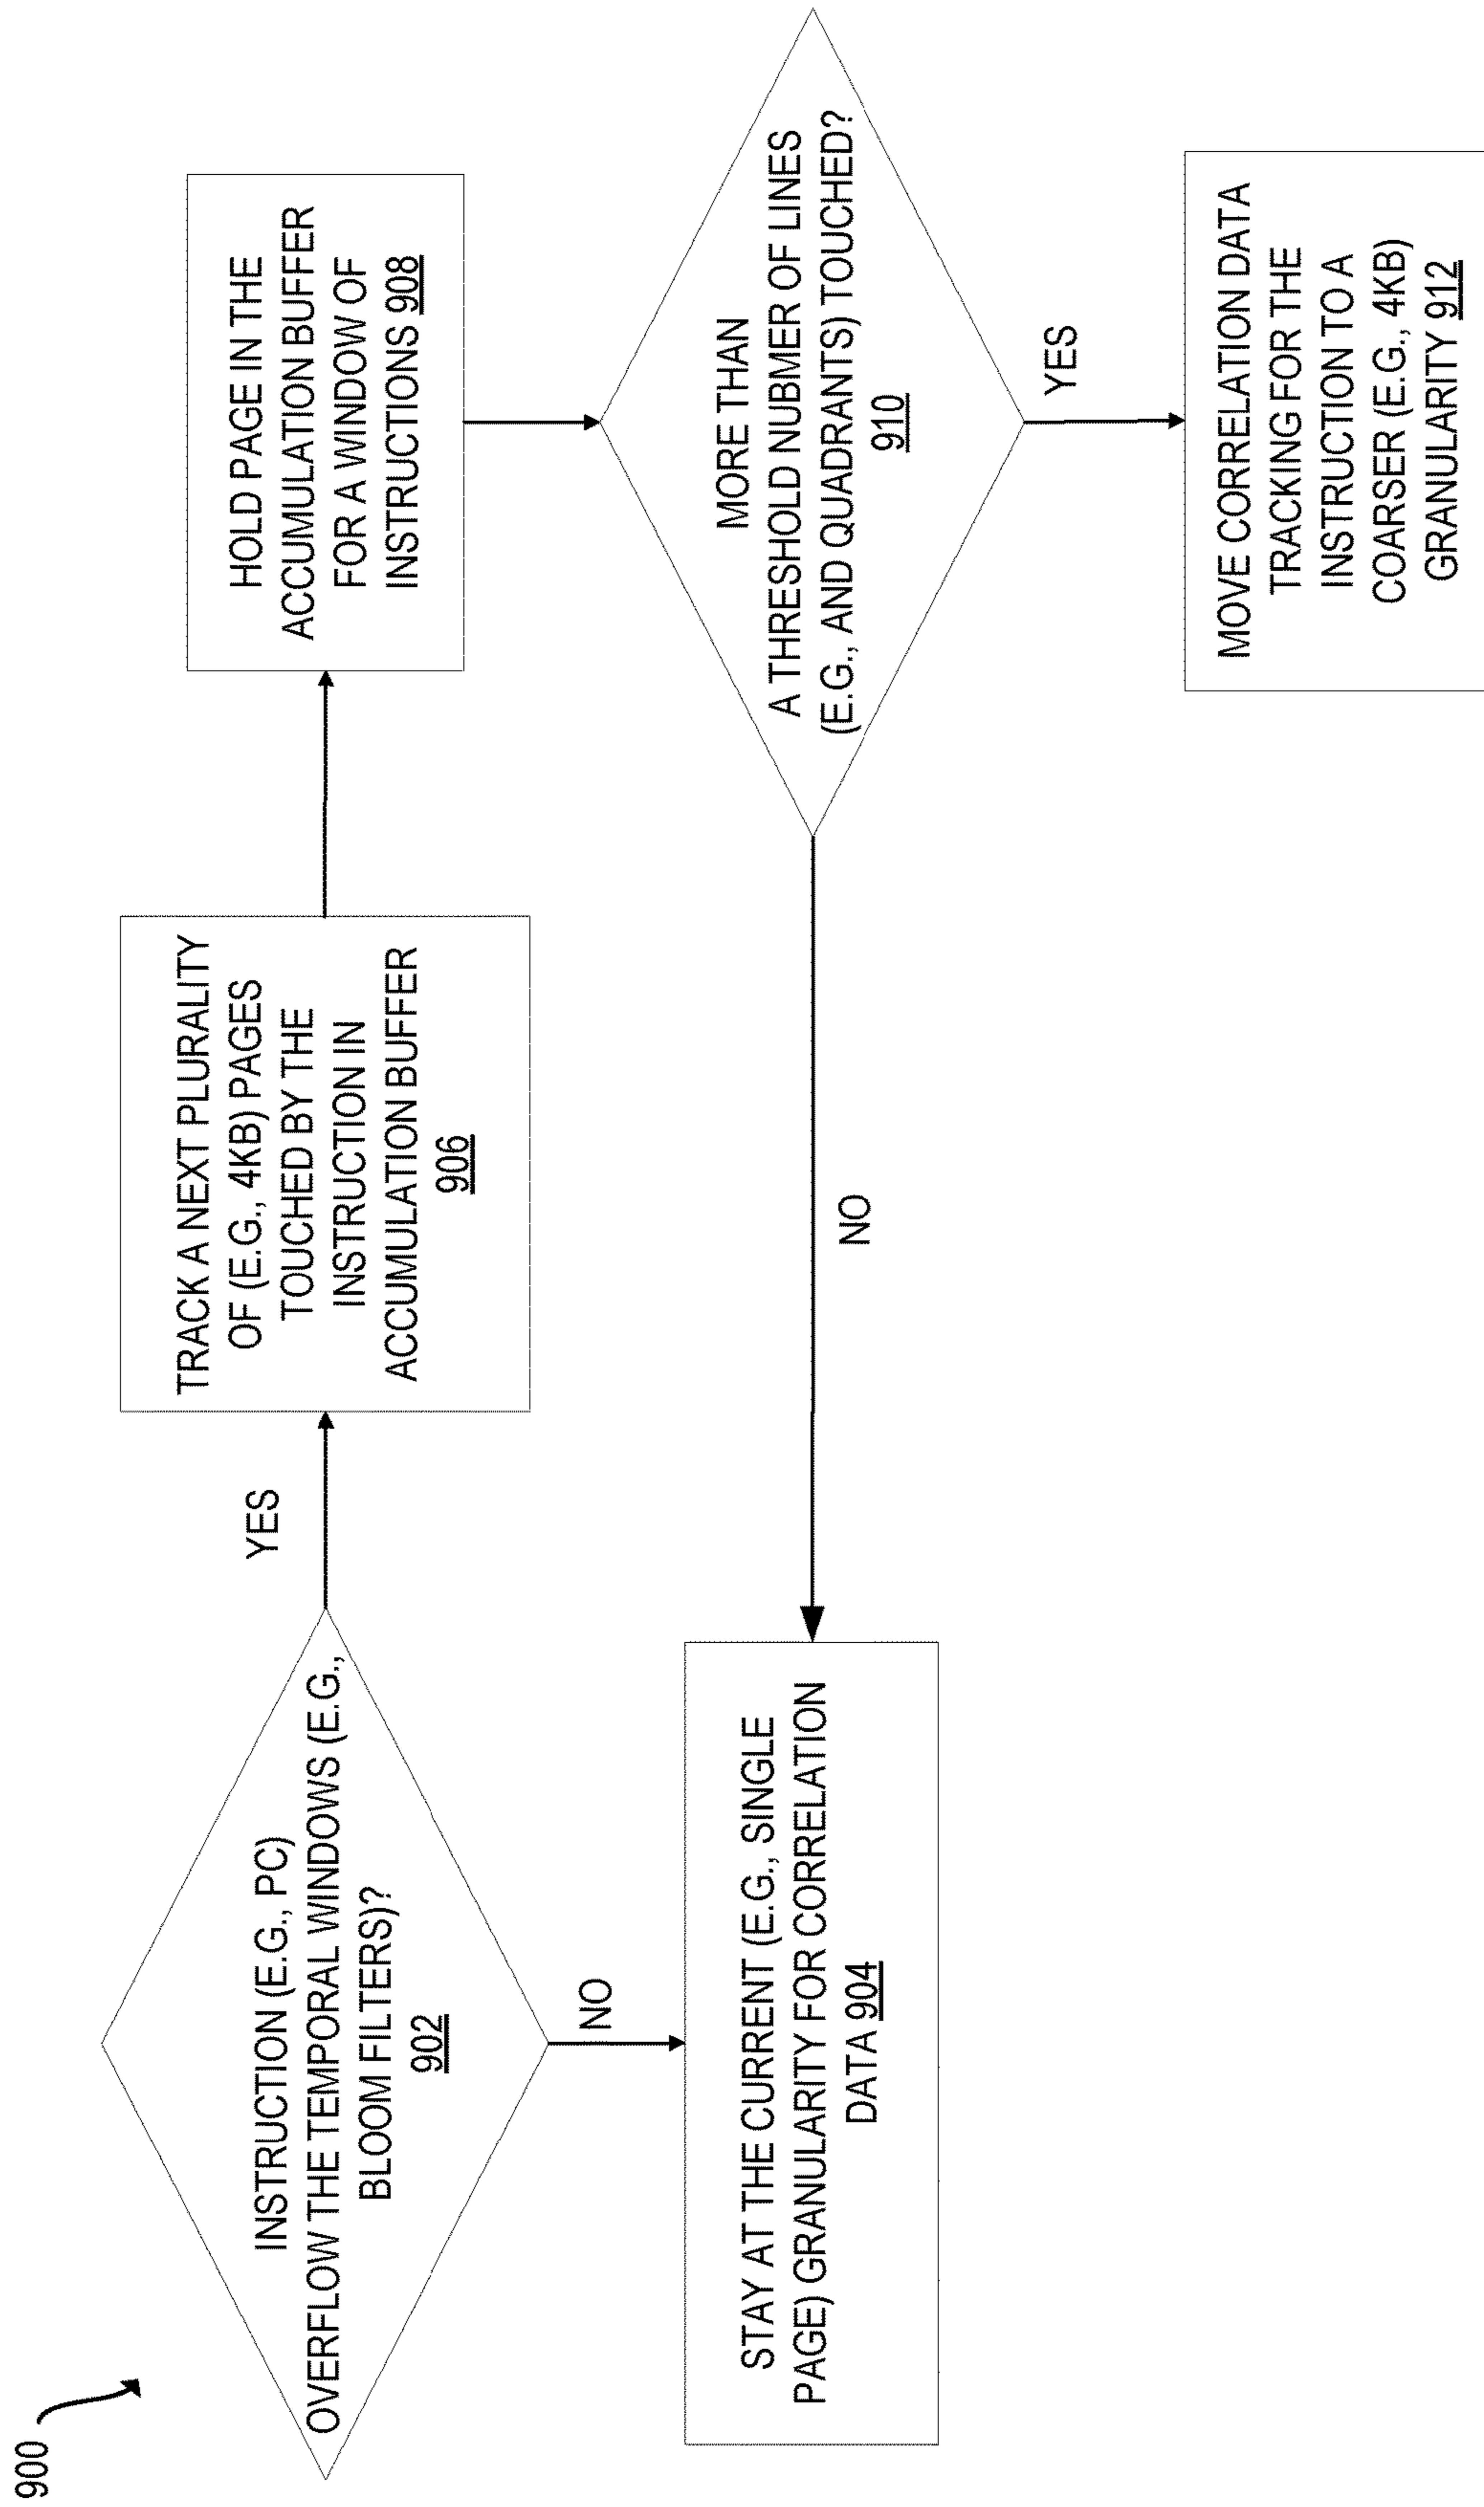 900
INSTRUCTION (E.G., PC)
OVERFLOW THE TEMPORAL WINDOWS (E.G.,
BLOOM FILTERS)?
902
YES
NO
STAY AT THE CURRENT (E.G., SINGLE
PAGE) GRANULARITY FOR CORRELATION
DATA 904
TRACK A NEXT PLURALITY
OF (E.G., 4KB) PAGES
TOUCHED BY THE
INSTRUCTION IN
ACCUMULATION BUFFER
906
HOLD PAGE IN THE
ACCUMULATION BUFFER
FOR A WINDOW OF
INSTRUCTIONS 908
MORE THAN
A THRESHOLD NUBMER OF LINES
(E.G., AND QUADRANTS) TOUCHED?
910
NO
YES
MOVE CORRELATION DATA
TRACKING FOR THE
INSTRUCTION TO A
COARSER (E.G., 4KB)
GRANULARITY 912